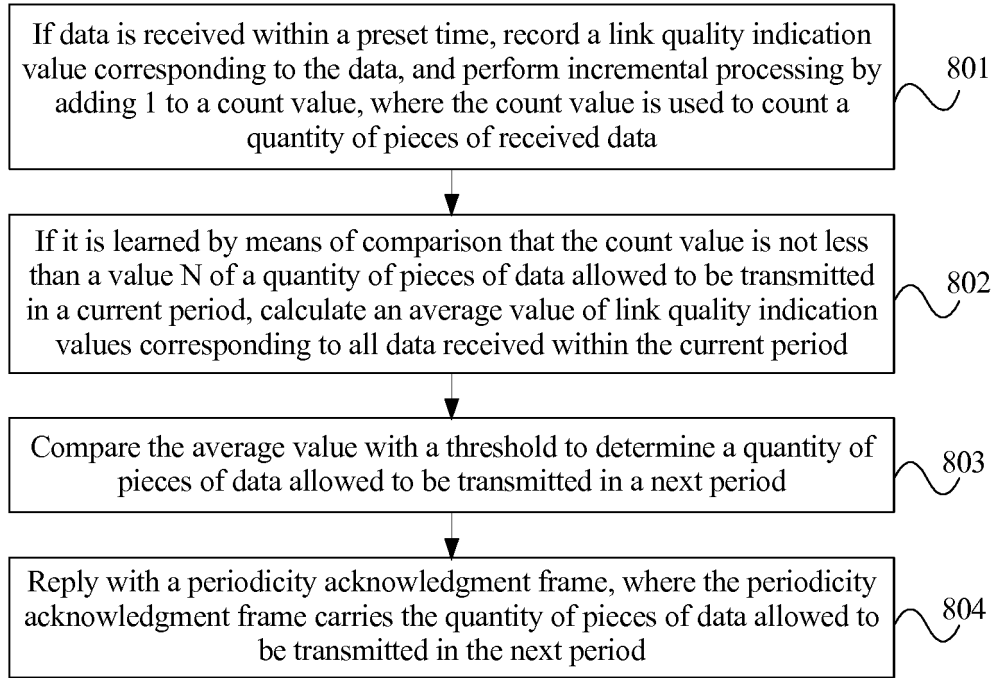 If data is received within a preset time, record a link quality indication
value corresponding to the data, and perform incremental processing by
adding 1 to a count value, where the count value is used to count a
quantity of pieces of received data
801
If it is learned by means of comparison that the count value is not less
than a value N of a quantity of pieces of data allowed to be transmitted
in a current period, calculate an average value of link quality indication
values corresponding to all data received within the current period
802
Compare the average value with a threshold to determine a quantity of
pieces of data allowed to be transmitted in a next period
803
Reply with a periodicity acknowledgment frame, where the periodicity
acknowledgment frame carries the quantity of pieces of data allowed to
be transmitted in the next period
804